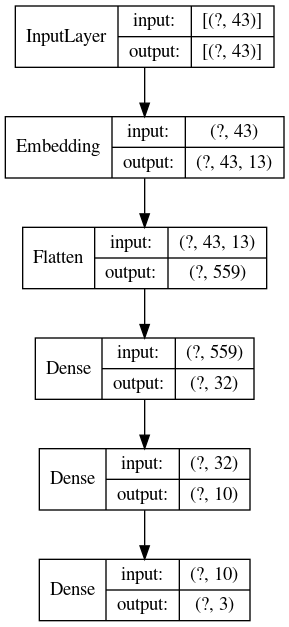 InputLayer
input: [(?, 43)]
output: [(?, 43)]
Embedding
input: (?, 43)
output: (?, 43, 13)
Flatten
input: (?, 43, 13)
output: (?, 559)
Dense
input: (?, 559)
output: (?, 32)
Dense
input: (?, 32)
output: (?, 10)
Dense
input: (?, 10)
output: (?, 3)